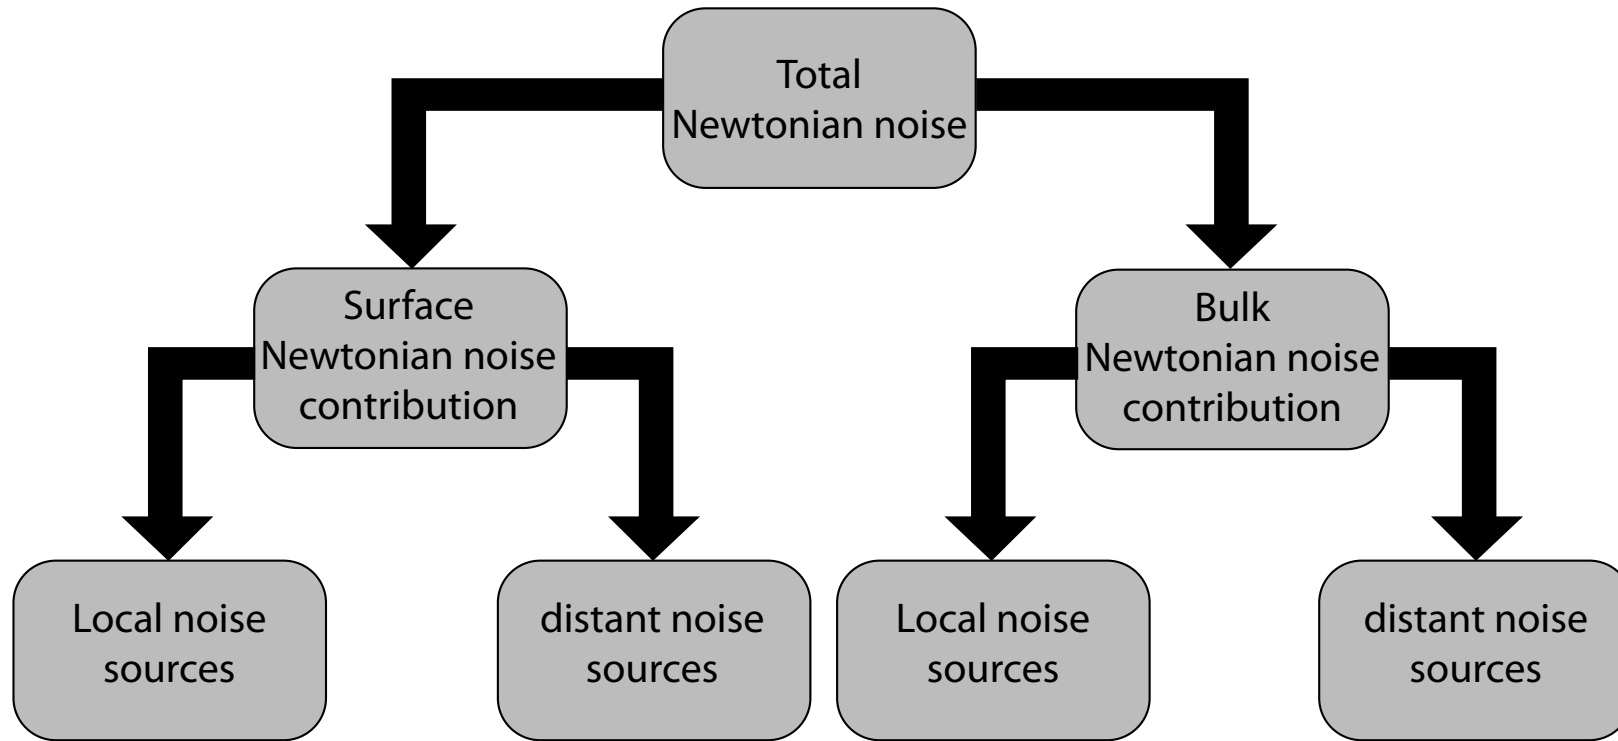 Total
Newtonian noise
Surface
Newtonian noise
contribution
Bulk
Newtonian noise
contribution
Local noise
sources
distant noise
sources
Local noise
sources
distant noise
sources